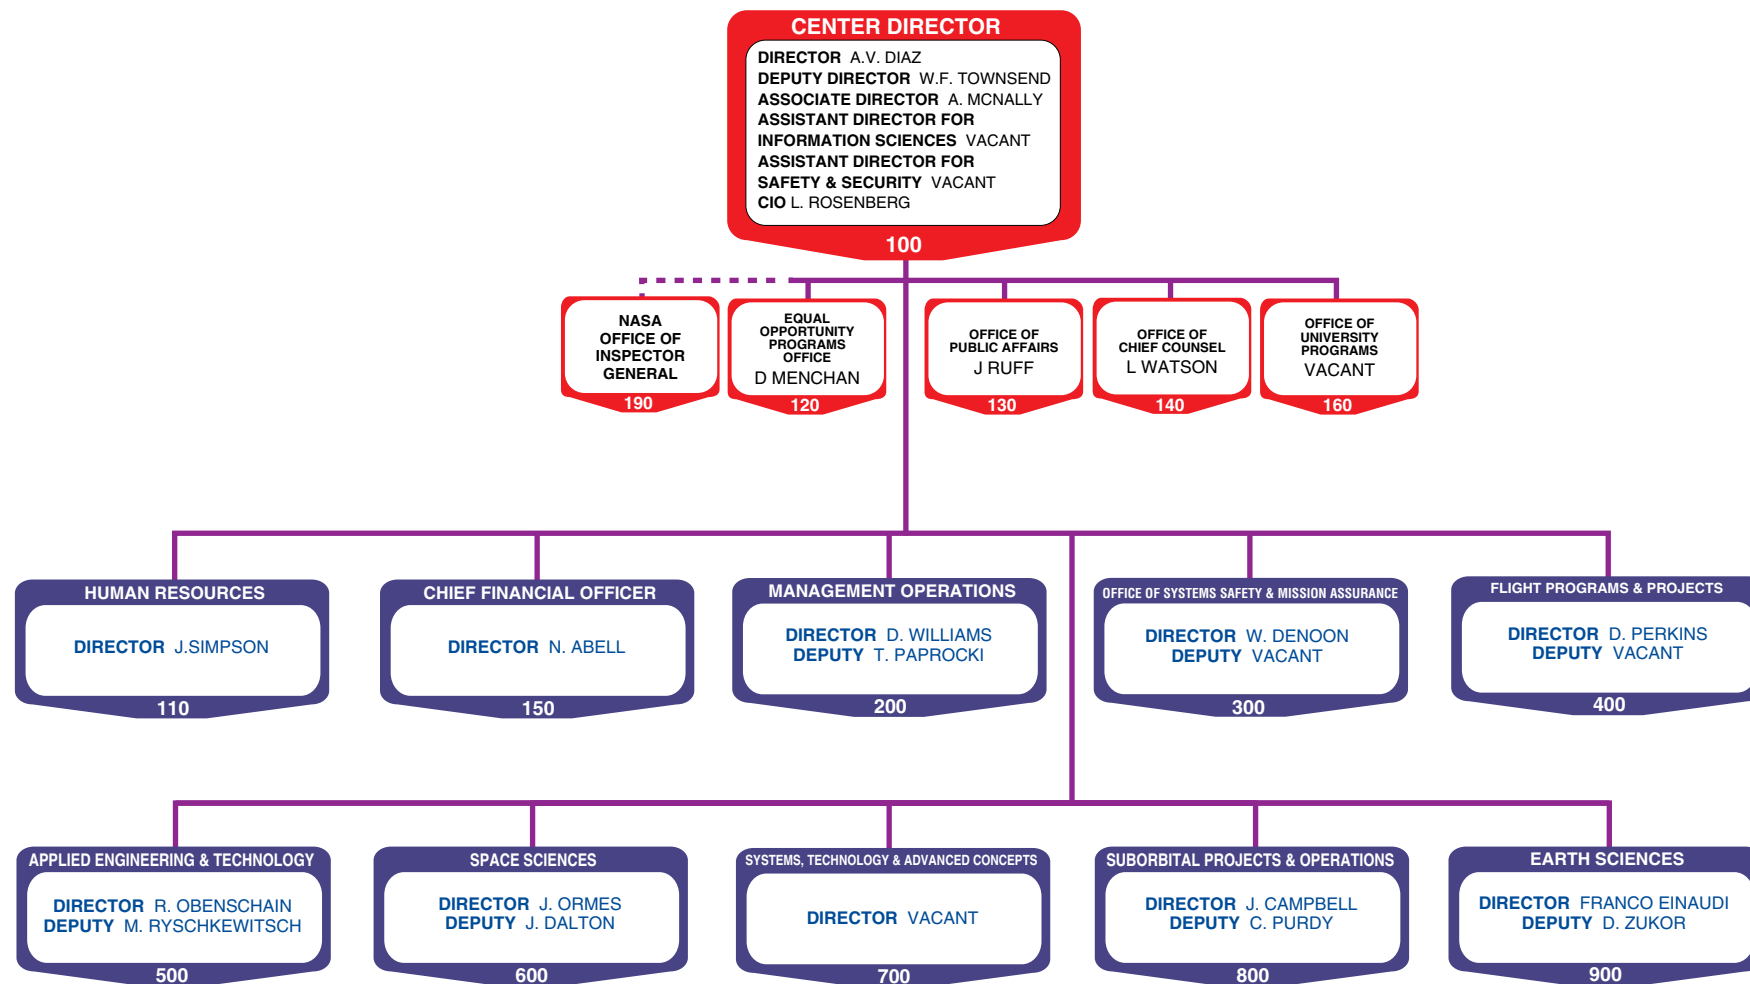 CENTER DIRECTOR
DIRECTOR A.V. DIAZ
DEPUTY DIRECTOR W.F. TOWNSEND
ASSOCIATE DIRECTOR A. MCNALLY
ASSISTANT DIRECTOR FOR
INFORMATION SCIENCES VACANT
ASSISTANT DIRECTOR FOR
SAFETY & SECURITY VACANT
CIO L. ROSENBERG
100
NASA
OFFICE OF
INSPECTOR
GENERAL
190
EQUAL
OPPORTUNITY
PROGRAMS
OFFICE
D MENCHAN
120
OFFICE OF
PUBLIC AFFAIRS
J RUFF
130
OFFICE OF
CHIEF COUNSEL
L WATSON
140
OFFICE OF
UNIVERSITY
PROGRAMS
VACANT
160
HUMAN RESOURCES
DIRECTOR J.SIMPSON
110
CHIEF FINANCIAL OFFICER
DIRECTOR N. ABELL
150
MANAGEMENT OPERATIONS
DIRECTOR D. WILLIAMS
DEPUTY T. PAPROCKI
200
OFFICE OF SYSTEMS SAFETY & MISSION ASSURANCE
DIRECTOR W. DENOON
DEPUTY VACANT
300
FLIGHT PROGRAMS & PROJECTS
DIRECTOR D. PERKINS
DEPUTY VACANT
400
APPLIED ENGINEERING & TECHNOLOGY
DIRECTOR R. OBENSCHAIN
DEPUTY M. RYSCHKEWITSCH
500
SPACE SCIENCES
DIRECTOR J. ORMES
DEPUTY J. DALTON
600
SYSTEMS, TECHNOLOGY & ADVANCED CONCEPTS
DIRECTOR VACANT
700
SUBORBITAL PROJECTS & OPERATIONS
DIRECTOR J. CAMPBELL
DEPUTY C. PURDY
800
EARTH SCIENCES
DIRECTOR FRANCO EINAUDI
DEPUTY D. ZUKOR
900